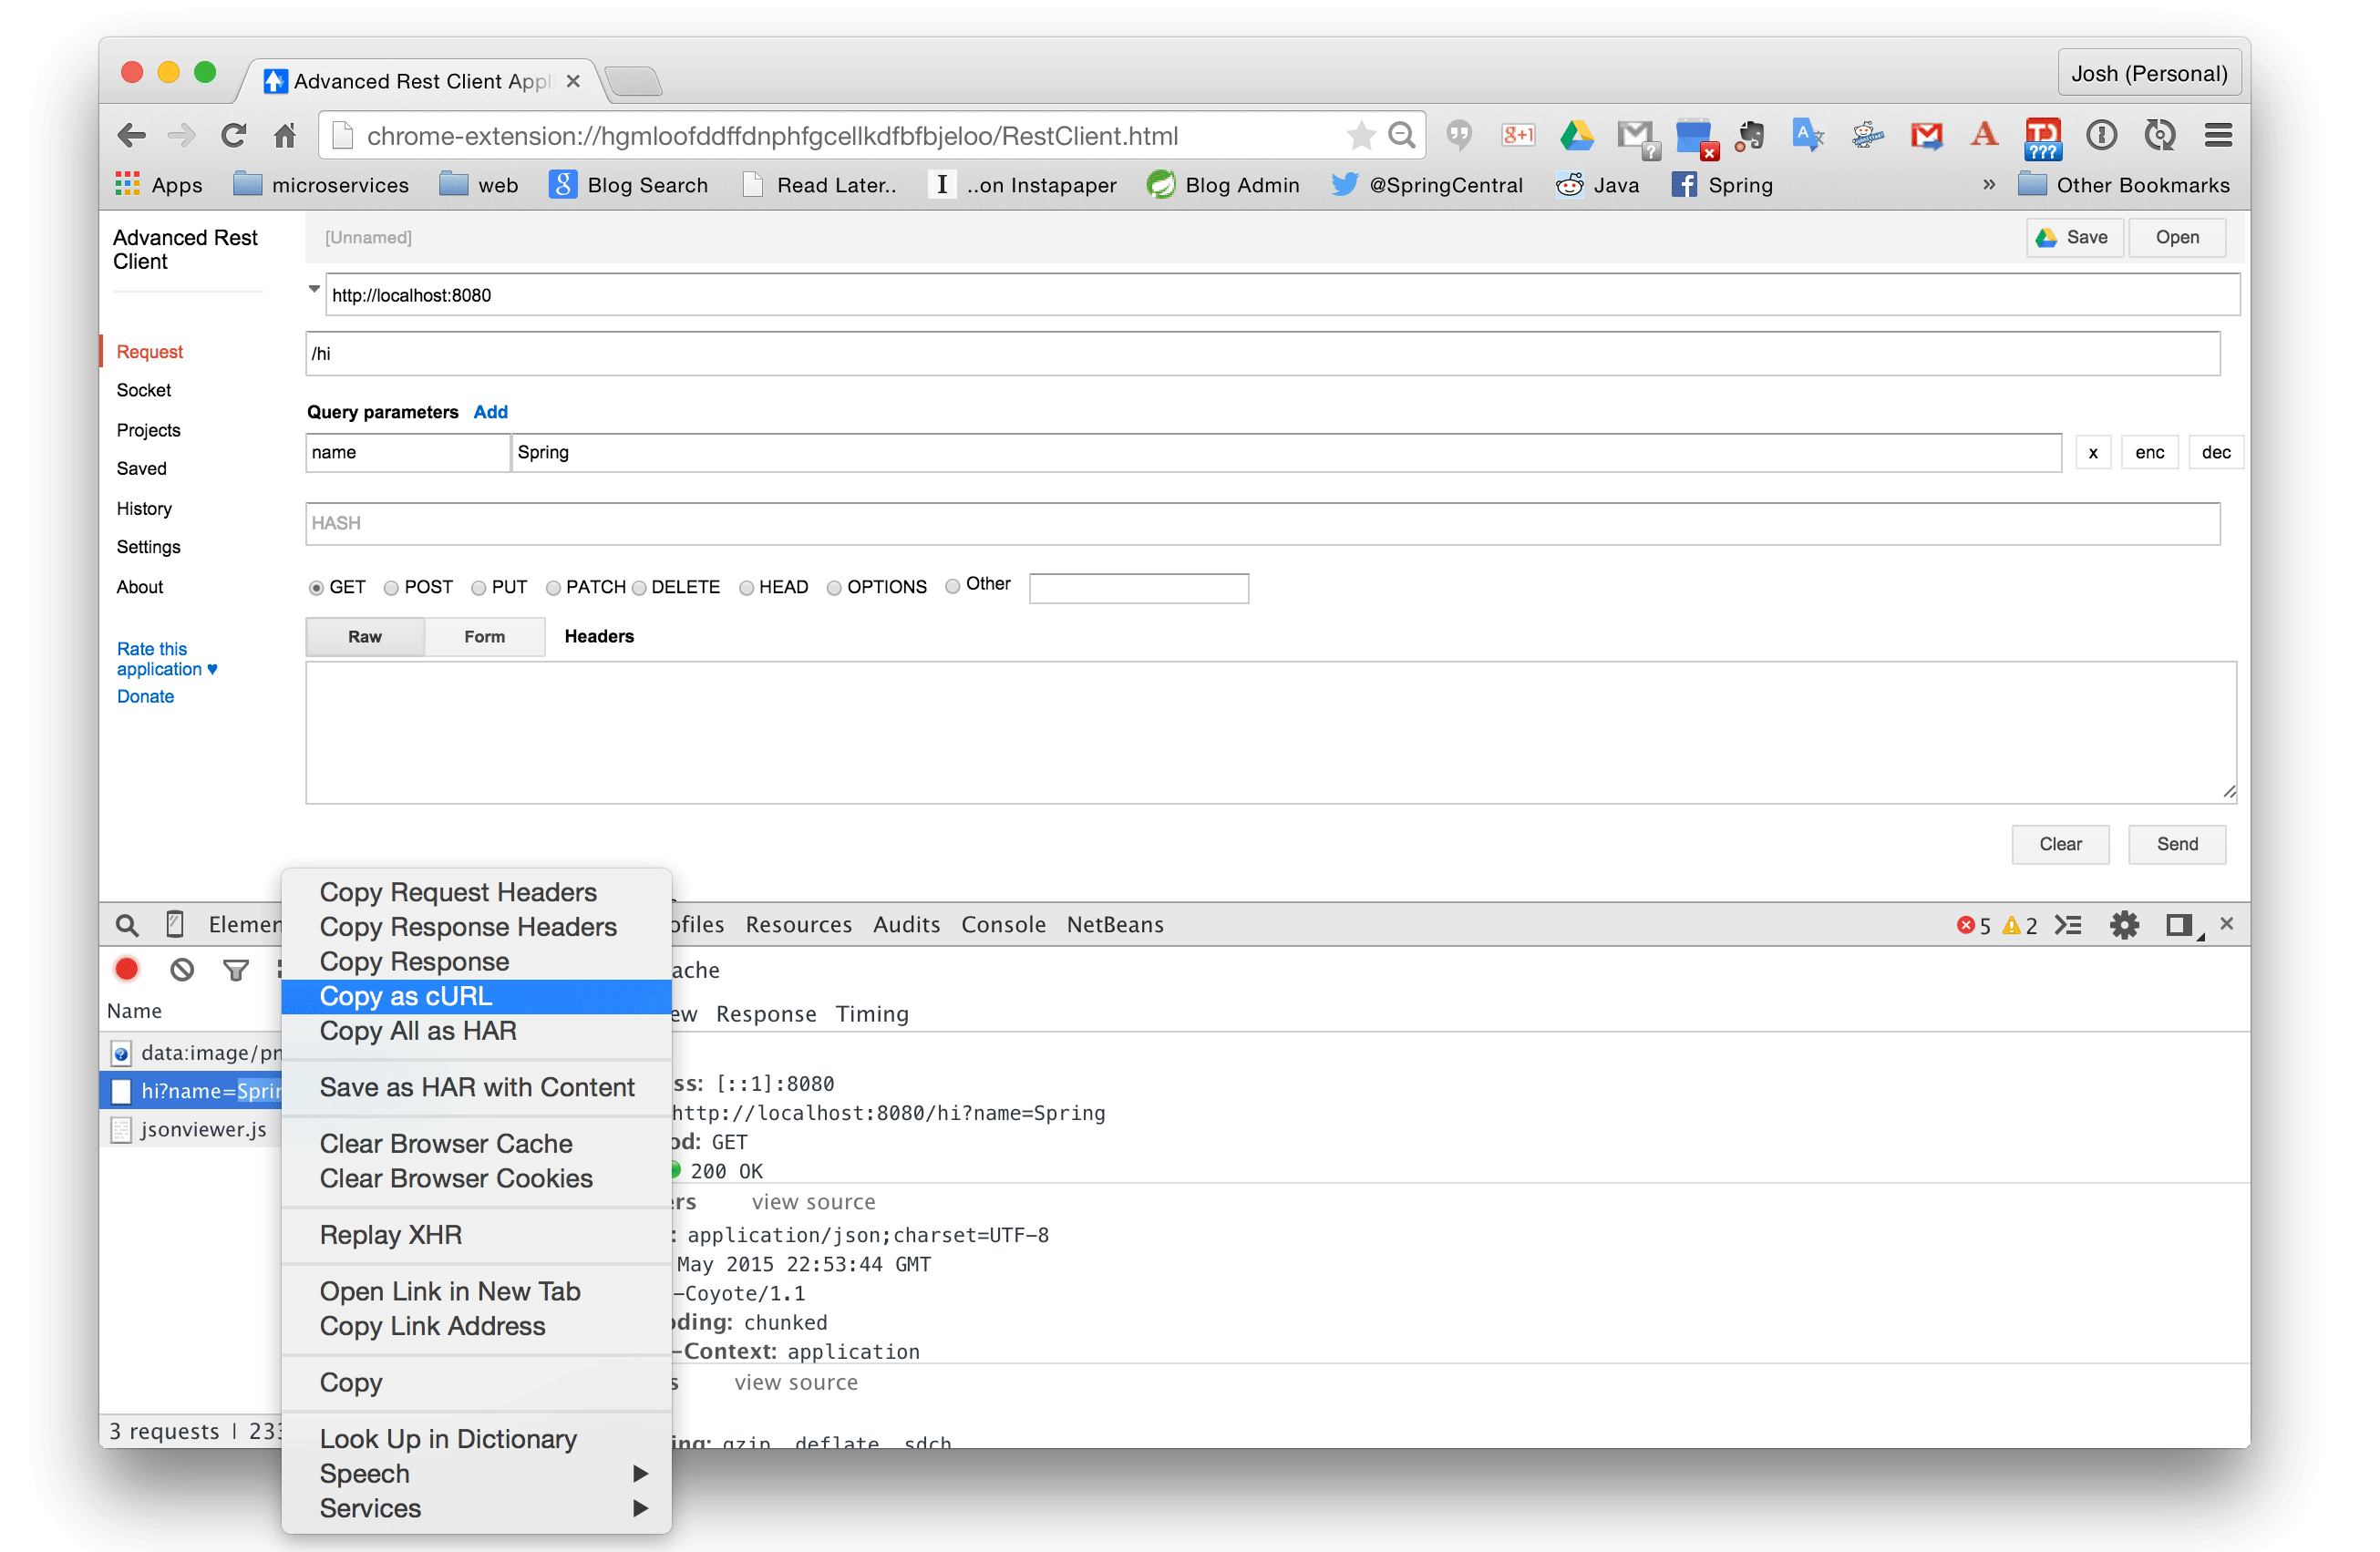 Advanced Rest Client Appl
Josh (Personal)
chrome-extension://hgmloofddffdnphfgcellkdfbfbjeloo/RestClient.html
Apps microservices web Blog Search Read Later.. ..on Instapaper Blog Admin @SpringCentral Java Spring » Other Bookmarks
Advanced Rest
Client
[Unnamed]
Save Open
http://localhost:8080
/hi
Request
Socket
Projects
Saved
History
Settings
About
Rate this
application ♥
Donate
Query parameters Add
name Spring x enc dec
HASH
GET POST PUT PATCH DELETE HEAD OPTIONS Other
Raw Form Headers
Clear Send
Elemen
ofiles Resources Audits Console NetBeans
5 2
ache
Name
ew Response Timing
data:image/pn
hi?name=Sprin
jsonviewer.js
3 requests | 233
Copy Request Headers
Copy Response Headers
Copy Response
Copy as cURL
Copy All as HAR
Save as HAR with Content
Clear Browser Cache
Clear Browser Cookies
Replay XHR
Open Link in New Tab
Copy Link Address
Copy
Look Up in Dictionary
Speech
Services
ss: [::1]:8080
http://localhost:8080/hi?name=Spring
od: GET
200 OK
ers view source
: application/json;charset=UTF-8
May 2015 22:53:44 GMT
-Coyote/1.1
oding: chunked
-Context: application
s view source
ing: gzip, deflate, sdch